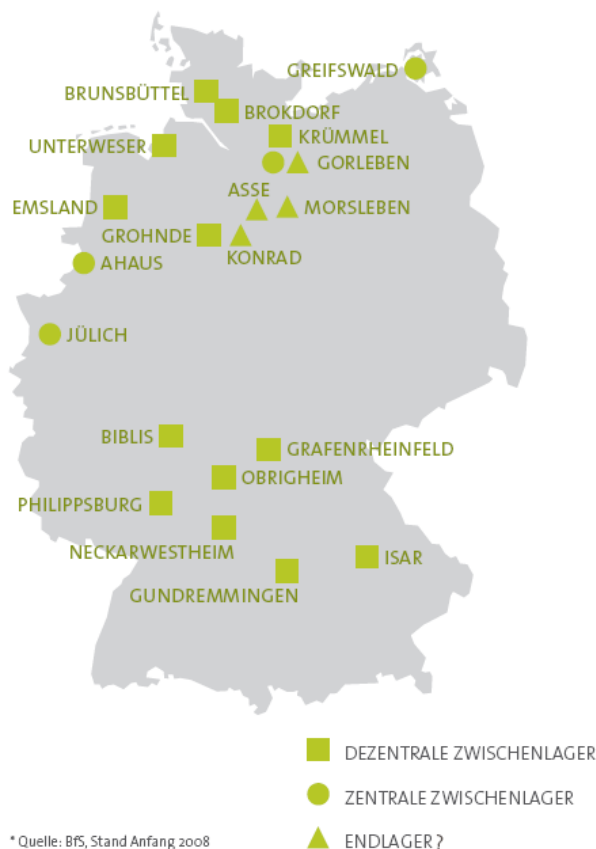 GREIFSWALD
BRUNSBÜTTEL
BROKDORF
KRÜMMEL
UNTERWESER
GORLEBEN
ASSE
EMSLAND
MORSLEBEN
GROHNDE
KONRAD
AHAUS
JÜLICH
BIBLIS
GRAFENRHEINFELD
OBRIGHEIM
PHILIPPSBURG
NECKARWESTHEIM
ISAR
GUNDREMMINGEN
DEZENTRALE ZWISCHENLAGER
ZENTRALE ZWISCHENLAGER
ENDLAGER?
* Quelle: BfS, Stand Anfang 2008